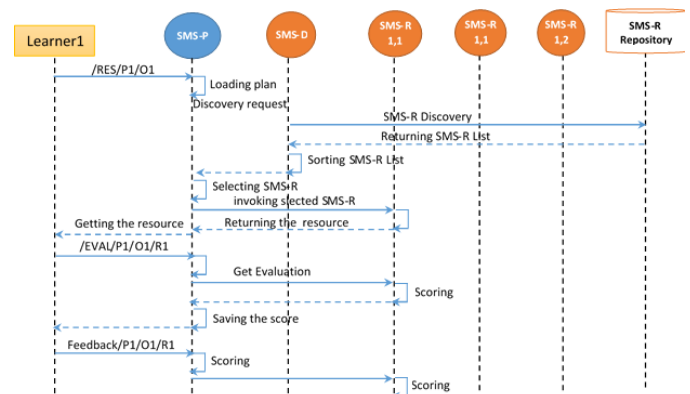 Learner1
SMS-P
SMS-D
SMS-R
1,1
SMS-R
1,1
SMS-R
1,2
SMS-R
Repository
/RES/P1/O1
Loading plan
Discovery request
SMS-R Discovery
Returning SMS-R List
Sorting SMS-R List
Selecting SMS-R
invoking slected SMS-R
Getting the resource
Returning the resource
/EVAL/P1/O1/R1
Get Evaluation
Scoring
Saving the score
Feedback/P1/O1/R1
Scoring
Scoring